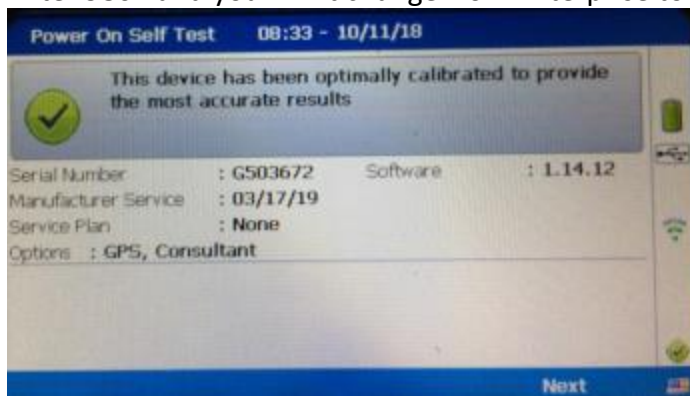 Power On Self Test 08:33 - 10/11/18
This device has been optimally calibrated to provide
the most accurate results
Serial Number : G503672 Software : 1.14.12
Manufacturer Service : 03/17/19
Service Plan : None
Options : GPS, Consultant
Next